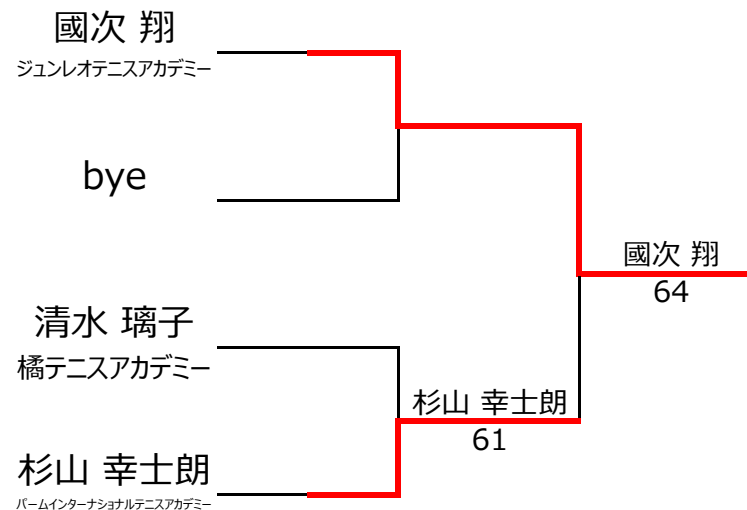 國次 翔
ジュンレオテニスアカデミー
bye
國次 翔
64
清水 璃子
橘テニスアカデミー
杉山 幸士朗
61
杉山 幸士朗
パームインターナショナルテニスアカデミー